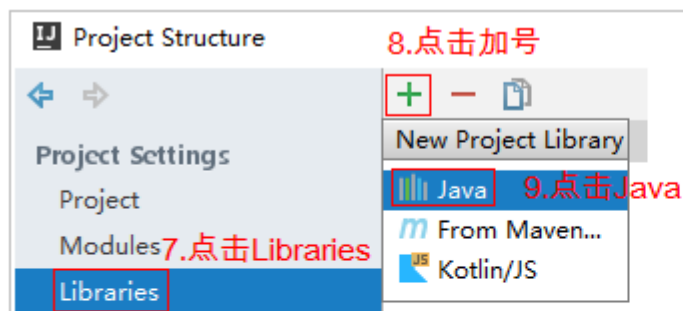 IJ Project Structure
8.点击加号
New Project Library
Project Settings
Java 9.点击Java
Project
From Maven...
Modules 7.点击Libraries
JS Kotlin/JS
Libraries